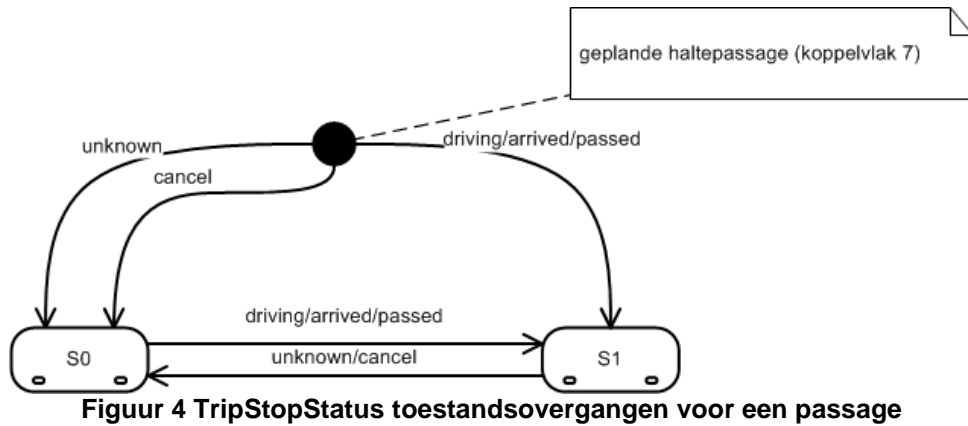 geplande haltepassage (koppelvlak 7)
unknown
driving/arrived/passed
cancel
driving/arrived/passed
S0
unknown/cancel
S1
Figuur 4 TripStopStatus toestandsovergangen voor een passage